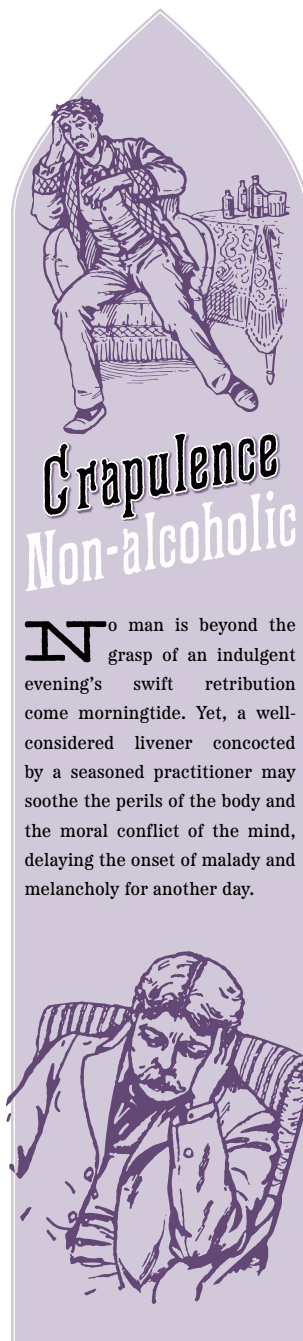 Crapulence
Non-alcoholic
No man is beyond the
grasp of an indulgent
evening’s swift retribution
come morningtide. Yet, a well-
considered livener concocted
by a seasoned practitioner may
soothe the perils of the body and
the moral conflict of the mind,
delaying the onset of malady and
melancholy for another day.